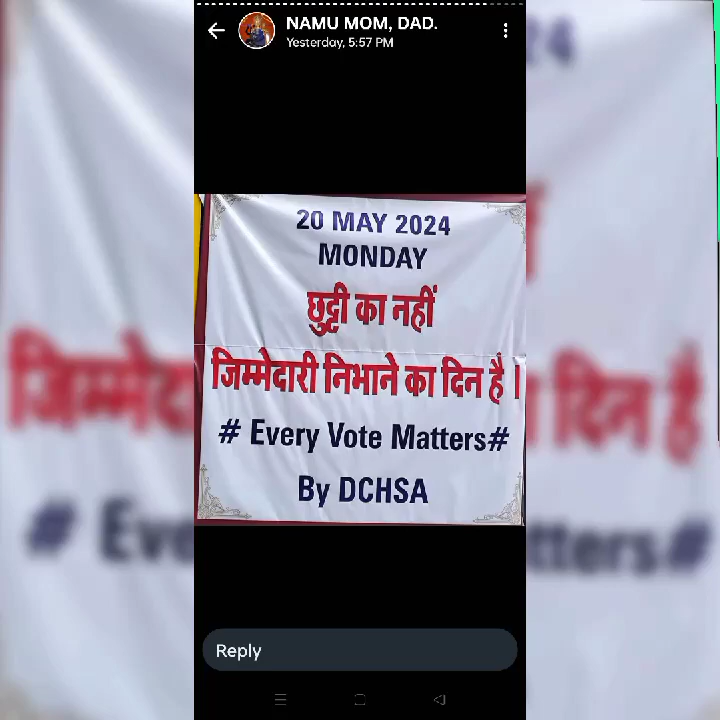 NAMU MOM, DAD.
Yesterday, 5:57 PM
20 MAY 2024
MONDAY
छुट्टी का नहीं
जिम्मेदारी निभाने का दिन हैं ।
# Every Vote Matters#
By DCHSA
Reply